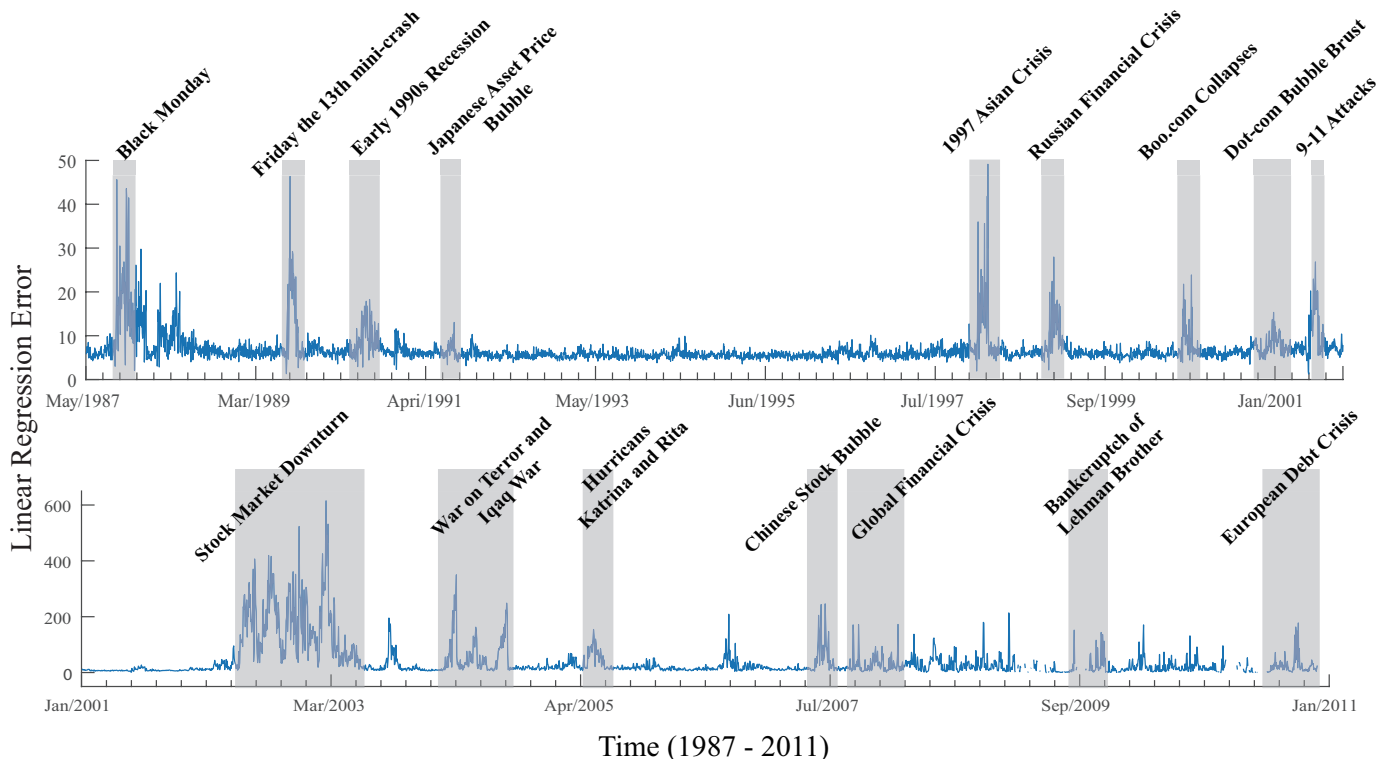 Black Monday
Friday the 13th mini-crash
Early 1990s Recession
Japanese Asset Price
Bubble
1997 Asian Crisis
Russian Financial Crisis
Boo.com Collapses
Dot-com Bubble Brust
9-11 Attacks
50
40
30
20
10
0
May/1987
Mar/1989
Apri/1991
May/1993
Jun/1995
Jul/1997
Sep/1999
Jan/2001
Linear Regression Error
Stock Market Downturn
War on Terror and
Iqaq War
Hurricans
Katrina and Rita
Chinese Stock Bubble
Global Financial Crisis
Bankcruptch of
Lehman Brother
European Debt Crisis
600
400
200
0
Jan/2001
Mar/2003
Apr/2005
Jul/2007
Sep/2009
Jan/2011
Time (1987 - 2011)